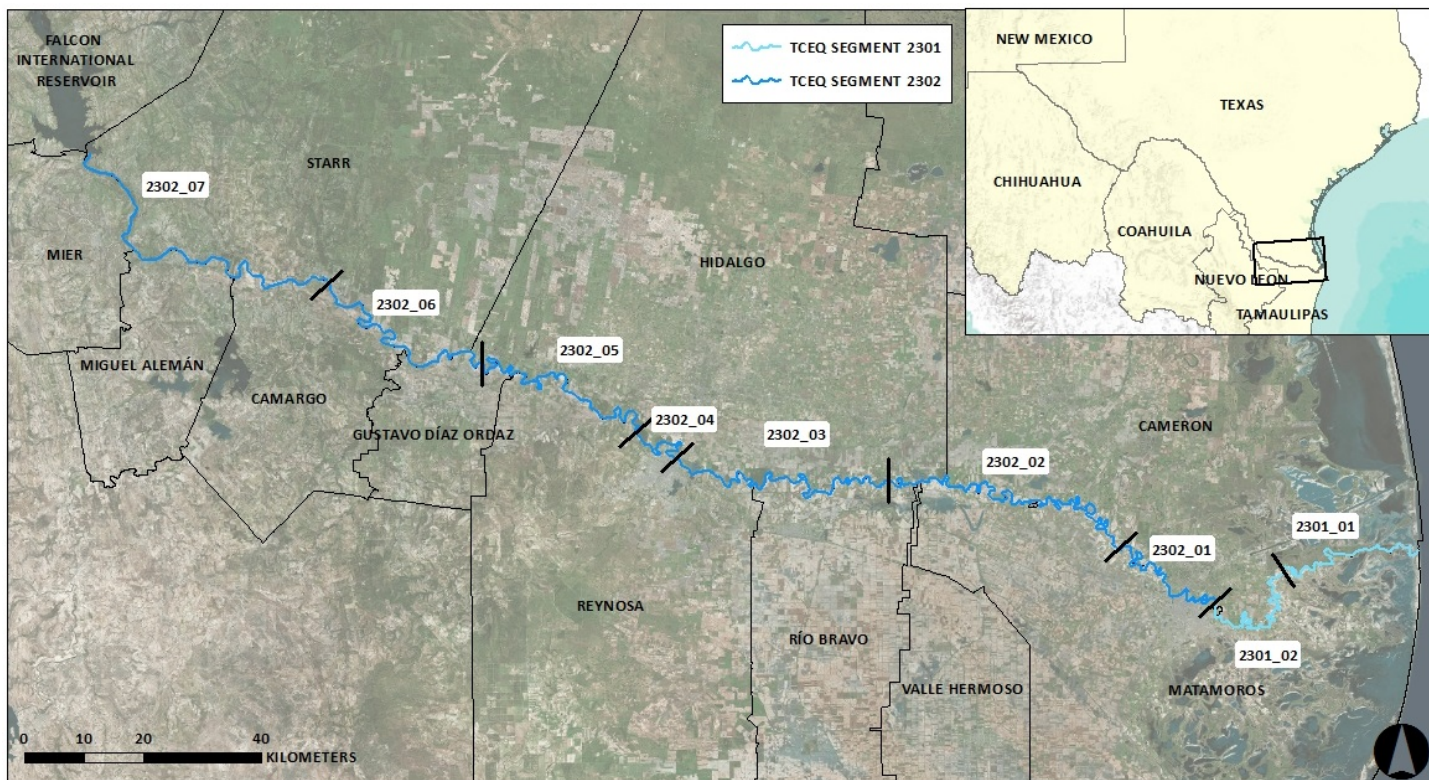 FALCON
INTERNATIONAL
RESERVOIR
TCEQ SEGMENT 2301
TCEQ SEGMENT 2302
NEW MEXICO
TEXAS
CHIHUAHUA
COAHUILA
NUEVO LEON
TAMAULIPAS
STARR
2302_07
MIER
HIDALGO
2302_06
2302_05
MIGUEL ALEMÁN
CAMARGO
GUSTAVO DÍAZ ORDAZ
2302_04
2302_03
CAMERON
2302_02
2301_01
2302_01
REYNOSA
RÍO BRAVO
2301_02
VALLE HERMOSO
MATAMOROS
0 10 20 40
KILOMETERS